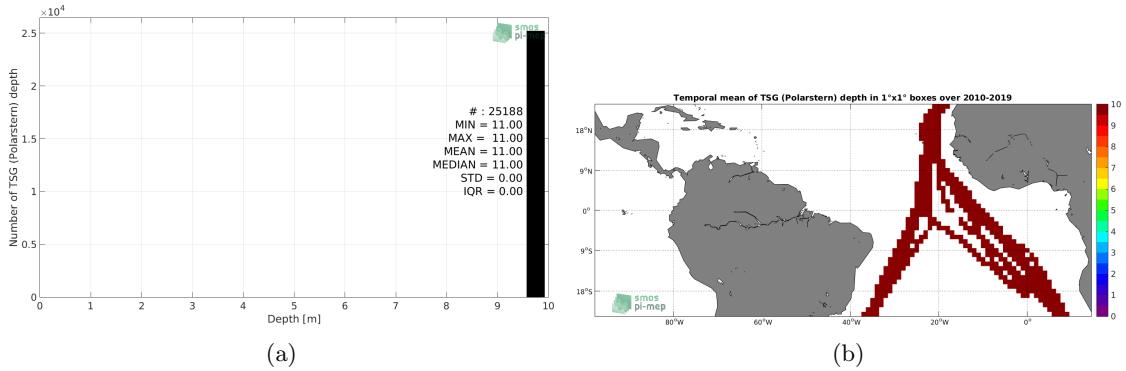 ×10⁴
smos
pi-mep
2.5
2
1.5
1
0.5
0
Number of TSG (Polarstern) depth
# : 25188
MIN = 11.00
MAX = 11.00
MEAN = 11.00
MEDIAN = 11.00
STD = 0.00
IQR = 0.00
0 1 2 3 4 5 6 7 8 9 10
Depth [m]
(a)
Temporal mean of TSG (Polarstern) depth in 1°x1° boxes over 2010-2019
18°N
9°N
0°
9°S
18°S
80°W 60°W 40°W 20°W 0°
smos
pi-mep
10
9
8
7
6
5
4
3
2
1
0
(b)